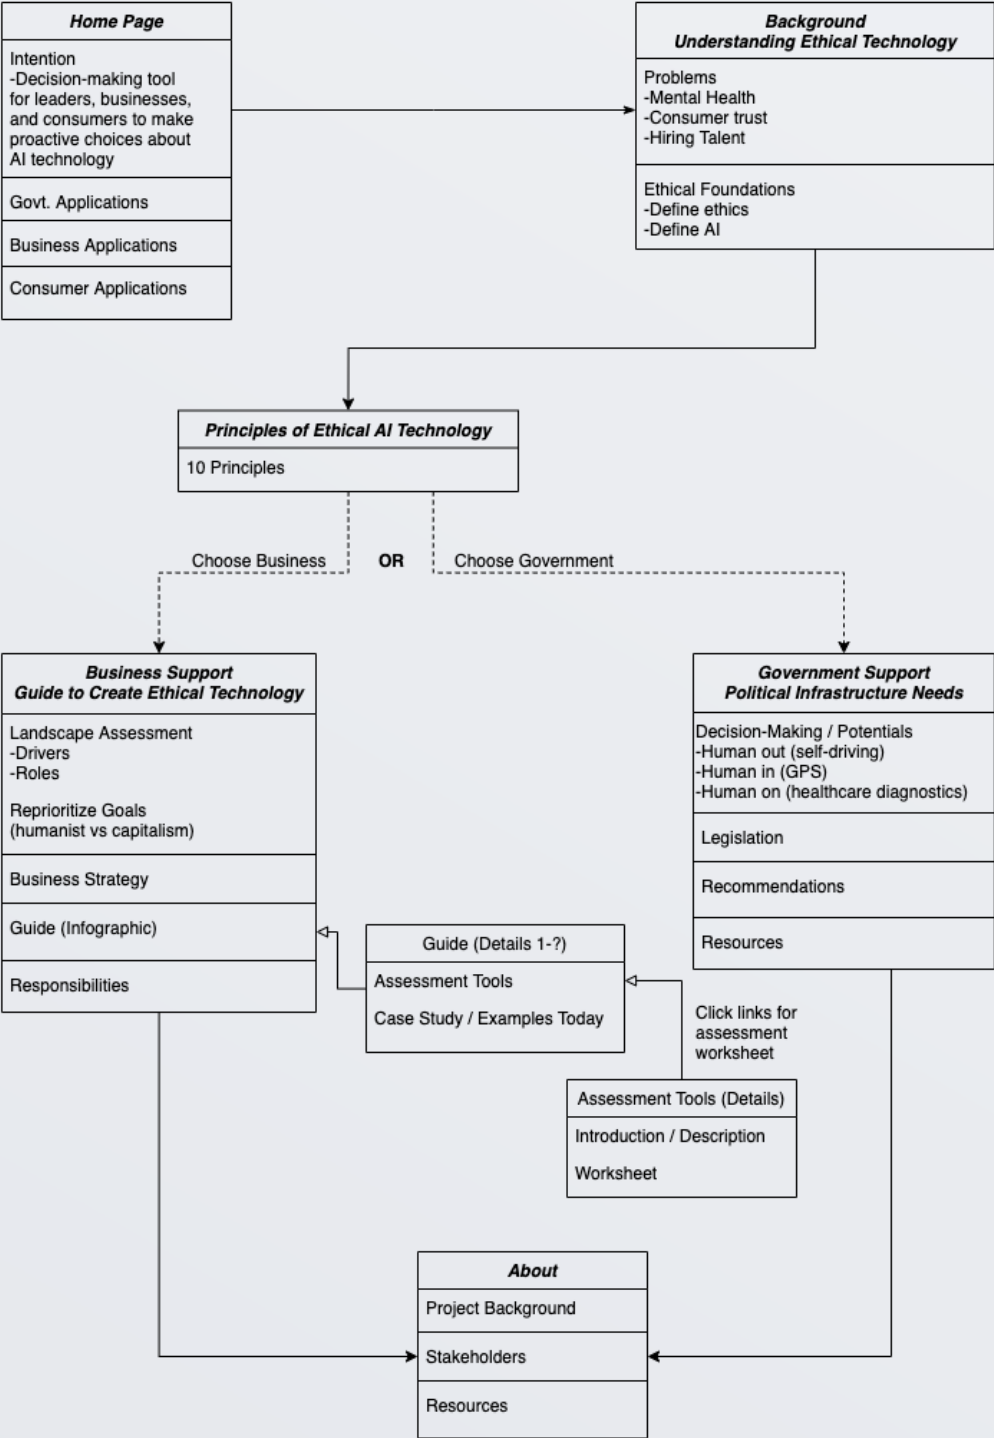 Home Page
Intention
-Decision-making tool
for leaders, businesses,
and consumers to make
proactive choices about
AI technology
Govt. Applications
Business Applications
Consumer Applications
Background
Understanding Ethical Technology
Problems
-Mental Health
-Consumer trust
-Hiring Talent
Ethical Foundations
-Define ethics
-Define AI
Principles of Ethical AI Technology
10 Principles
Choose Business
OR
Choose Government
Business Support
Guide to Create Ethical Technology
Landscape Assessment
-Drivers
-Roles
Reprioritize Goals
(humanist vs capitalism)
Business Strategy
Guide (Infographic)
Responsibilities
Government Support
Political Infrastructure Needs
Decision-Making / Potentials
-Human out (self-driving)
-Human in (GPS)
-Human on (healthcare diagnostics)
Legislation
Recommendations
Resources
Guide (Details 1-?)
Assessment Tools
Case Study / Examples Today
Click links for
assessment
worksheet
Assessment Tools (Details)
Introduction / Description
Worksheet
About
Project Background
Stakeholders
Resources